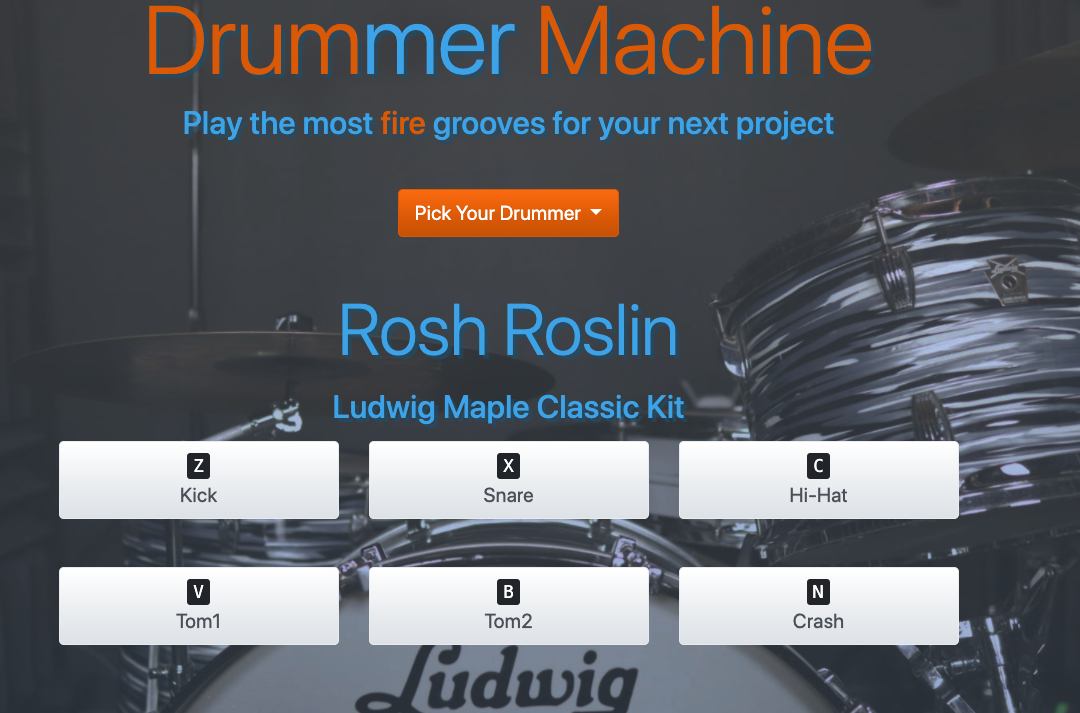 Drummer Machine
Play the most fire grooves for your next project
Pick Your Drummer
Rosh Roslin
Ludwig Maple Classic Kit
Z
Kick
X
Snare
C
Hi-Hat
V
Tom1
B
Tom2
N
Crash
Ludwig